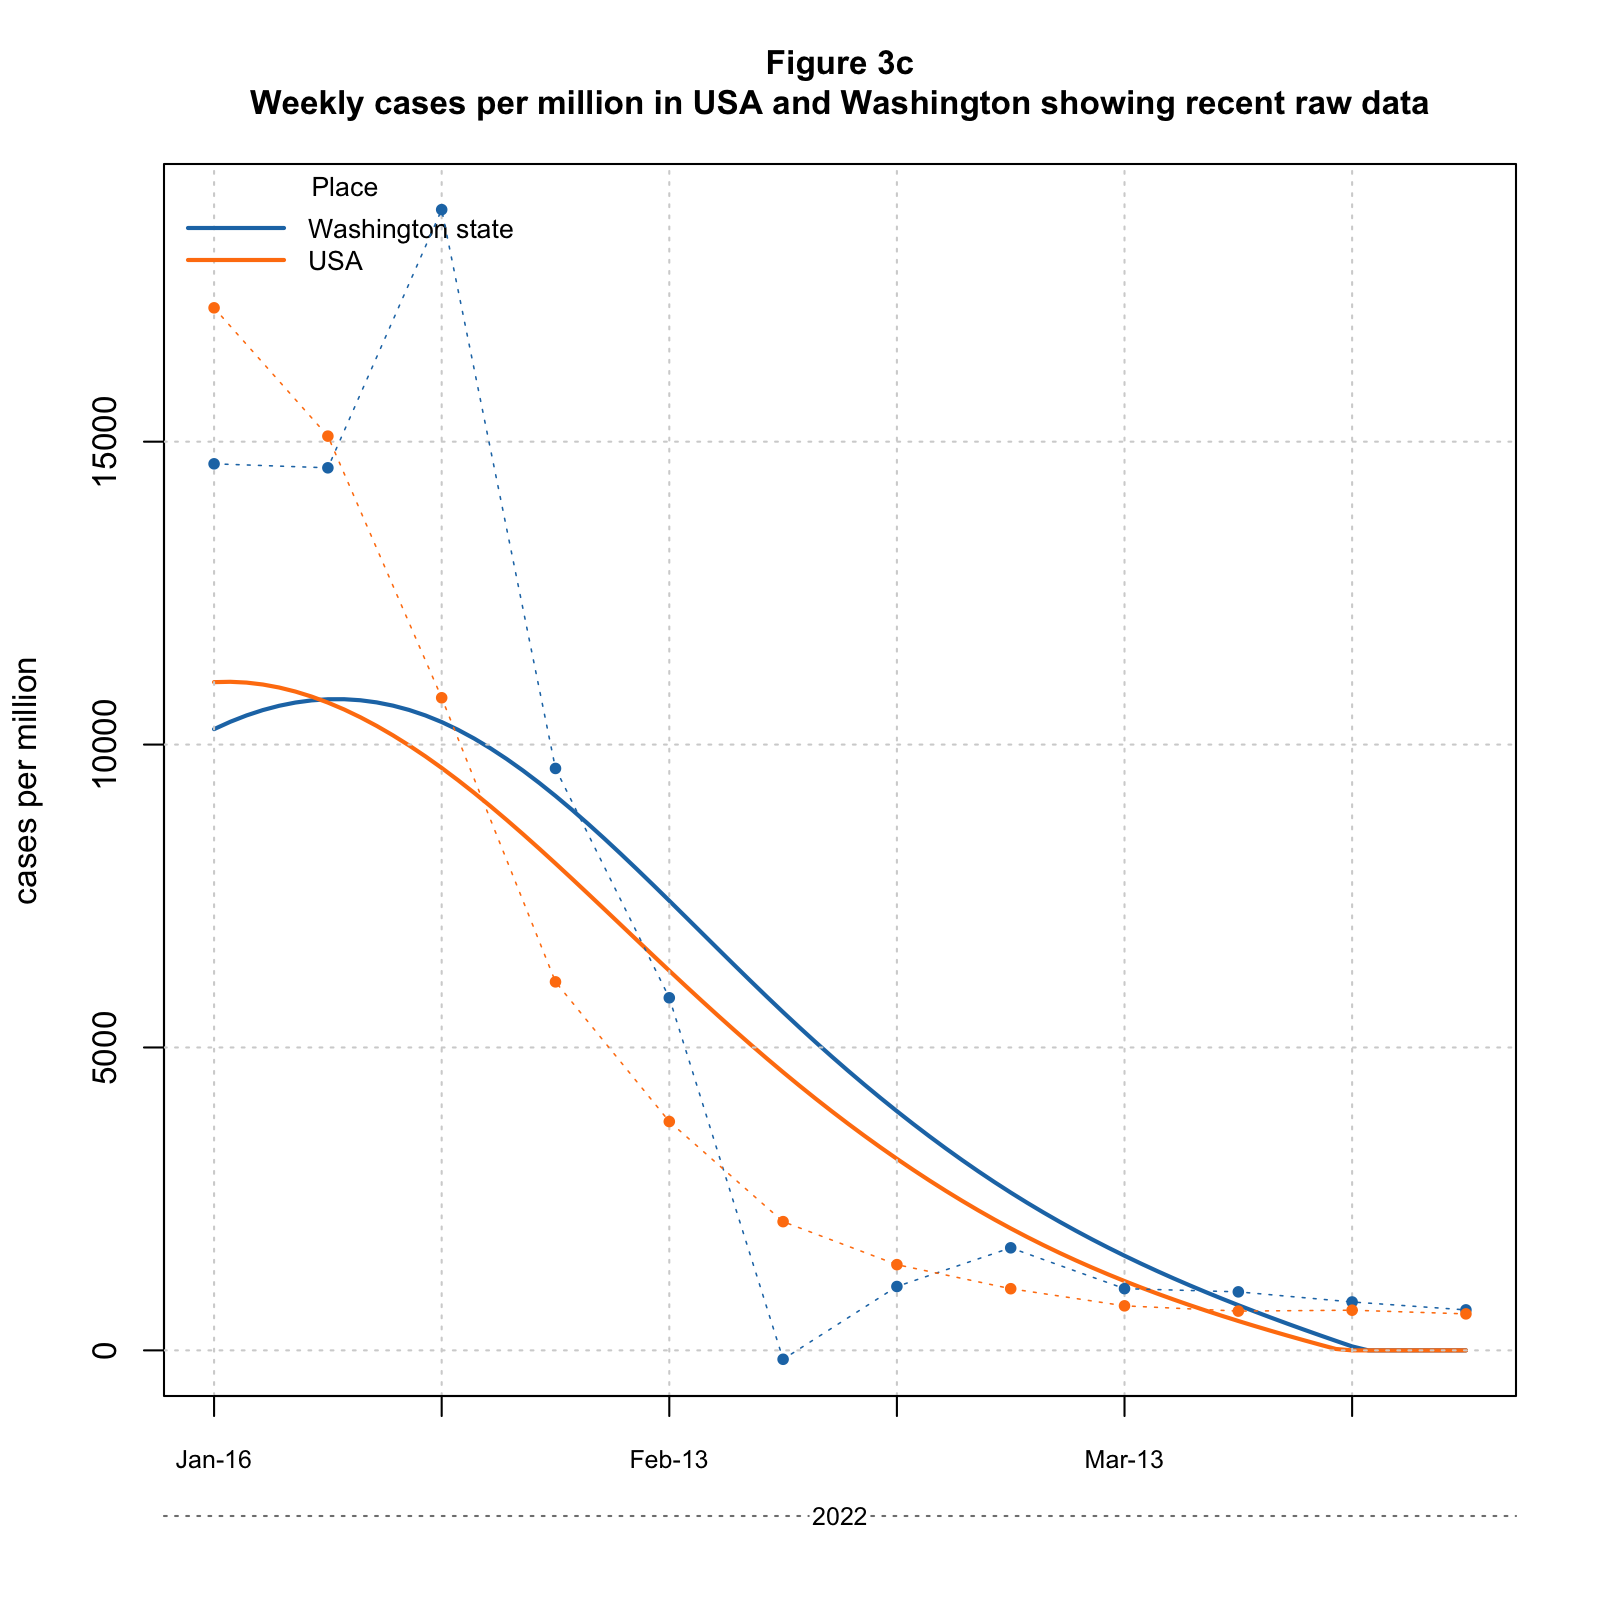 Figure 3c
Weekly cases per million in USA and Washington showing recent raw data
Place
Washington state
USA
cases per million
15000
10000
5000
0
Jan-16
Feb-13
Mar-13
2022